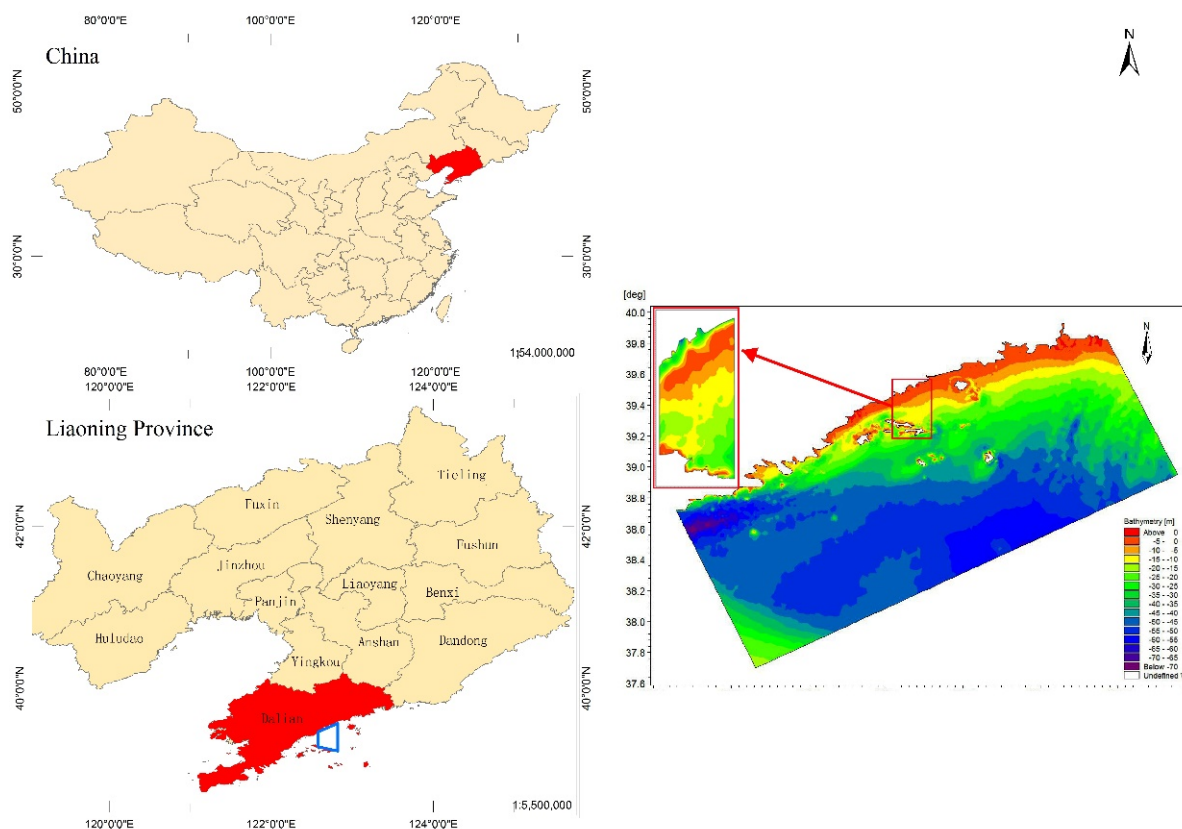 80°0'0"E 100°0'0"E 120°0'0"E
China
50°0'0"N
50°0'0"N
30°0'0"N
30°0'0"N
1:54,000,000
80°0'0"E 100°0'0"E 120°0'0"E
120°0'0"E 122°0'0"E 124°0'0"E
Liaoning Province
Tieling
Fuxin
Shenyang
42°0'0"N
42°0'0"N
Fushun
Chaoyang
Jinzhou
Liaoyang
Benxi
Panjin
Huludao
Anshan
Dandong
Yingkou
40°0'0"N
40°0'0"N
Dalian
1:5,500,000
120°0'0"E 122°0'0"E 124°0'0"E
N
[deg]
40.0
39.8
39.6
39.4
39.2
39.0
38.8
38.6
38.4
38.2
38.0
37.8
37.6
N
Bathymetry [m]
Above 0
-5 - 0
-10 - -5
-15 - -10
-20 - -15
-25 - -20
-30 - -25
-35 - -30
-40 - -35
-45 - -40
-50 - -45
-55 - -50
-60 - -55
-65 - -60
-70 - -65
Below -70
Undefined